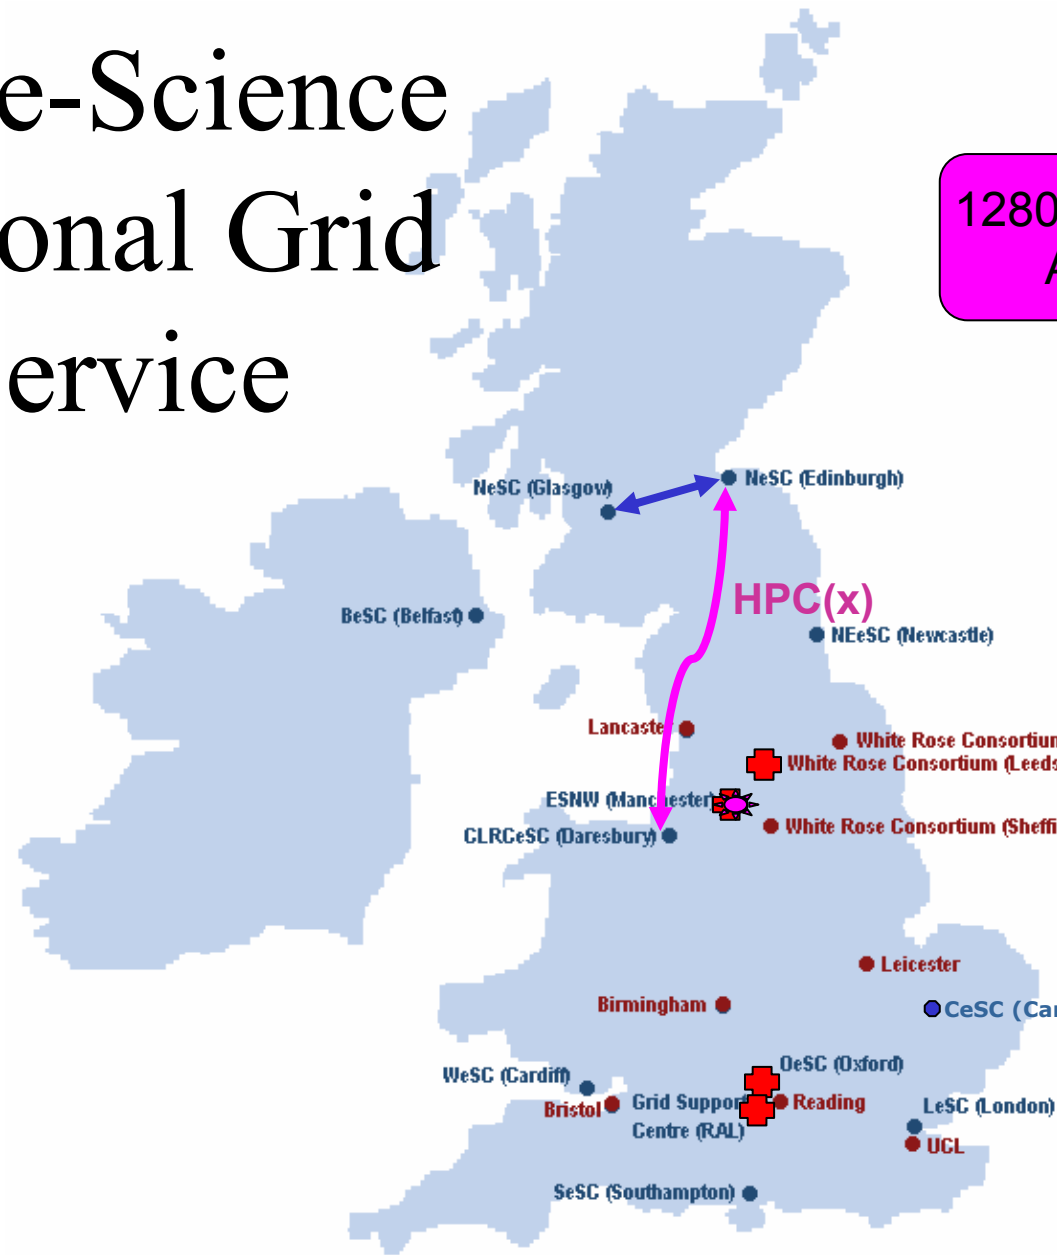 e-Science
onal Grid
ervice
1280
A
NeSC (Glasgow)
NeSC (Edinburgh)
HPC(x)
BeSC (Belfast)
NEeSC (Newcastle)
Lancaster
White Rose Consortium
White Rose Consortium (Leeds
ESNW (Manchester)
White Rose Consortium (Sheffi
CLRCeSC (Daresbury)
Leicester
Birmingham
CeSC (Car
OeSC (Oxford)
WeSC (Cardiff)
Bristol
Grid Support
Centre (RAL)
Reading
LeSC (London)
UCL
SeSC (Southampton)